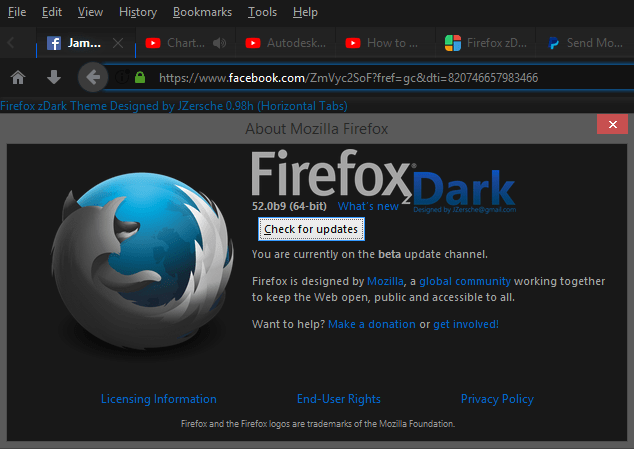 File Edit View History Bookmarks Tools Help
Jam... Chart... Autodesk... How to ... Firefox zD... Send Mo...
https://www.facebook.com/ZmVyc2SoF?fref=gc&dti=820746657983466
Firefox zDark Theme Designed by JZersche 0.98h (Horizontal Tabs)
About Mozilla Firefox
Firefox zDark
Designed by JZersche@gmail.com
52.0b9 (64-bit) What's new
Check for updates
You are currently on the beta update channel.
Firefox is designed by Mozilla, a global community working together
to keep the Web open, public and accessible to all.
Want to help? Make a donation or get involved!
Licensing Information End-User Rights Privacy Policy
Firefox and the Firefox logos are trademarks of the Mozilla Foundation.